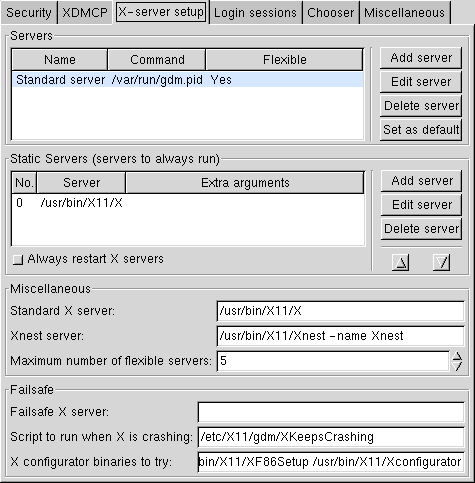 Security XDMCP X-server setup Login sessions Chooser Miscellaneous
Servers
Name Command Flexible
Standard server /var/run/gdm.pid Yes
Add server
Edit server
Delete server
Set as default
Static Servers (servers to always run)
No. Server Extra arguments
0 /usr/bin/X11/X
Add server
Edit server
Delete server
Always restart X servers
Miscellaneous
Standard X server: /usr/bin/X11/X
Xnest server: /usr/bin/X11/Xnest -name Xnest
Maximum number of flexible servers: 5
Failsafe
Failsafe X server:
Script to run when X is crashing: /etc/X11/gdm/XKeepsCrashing
X configurator binaries to try: bin/X11/XF86Setup /usr/bin/X11/Xconfigurator